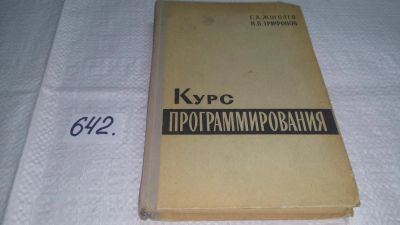 642.
Е.А. ЖОГОЛЕВ
Н.П. ТРИФОНОВ
КУРС
ПРОГРАММИРОВАНИЯ